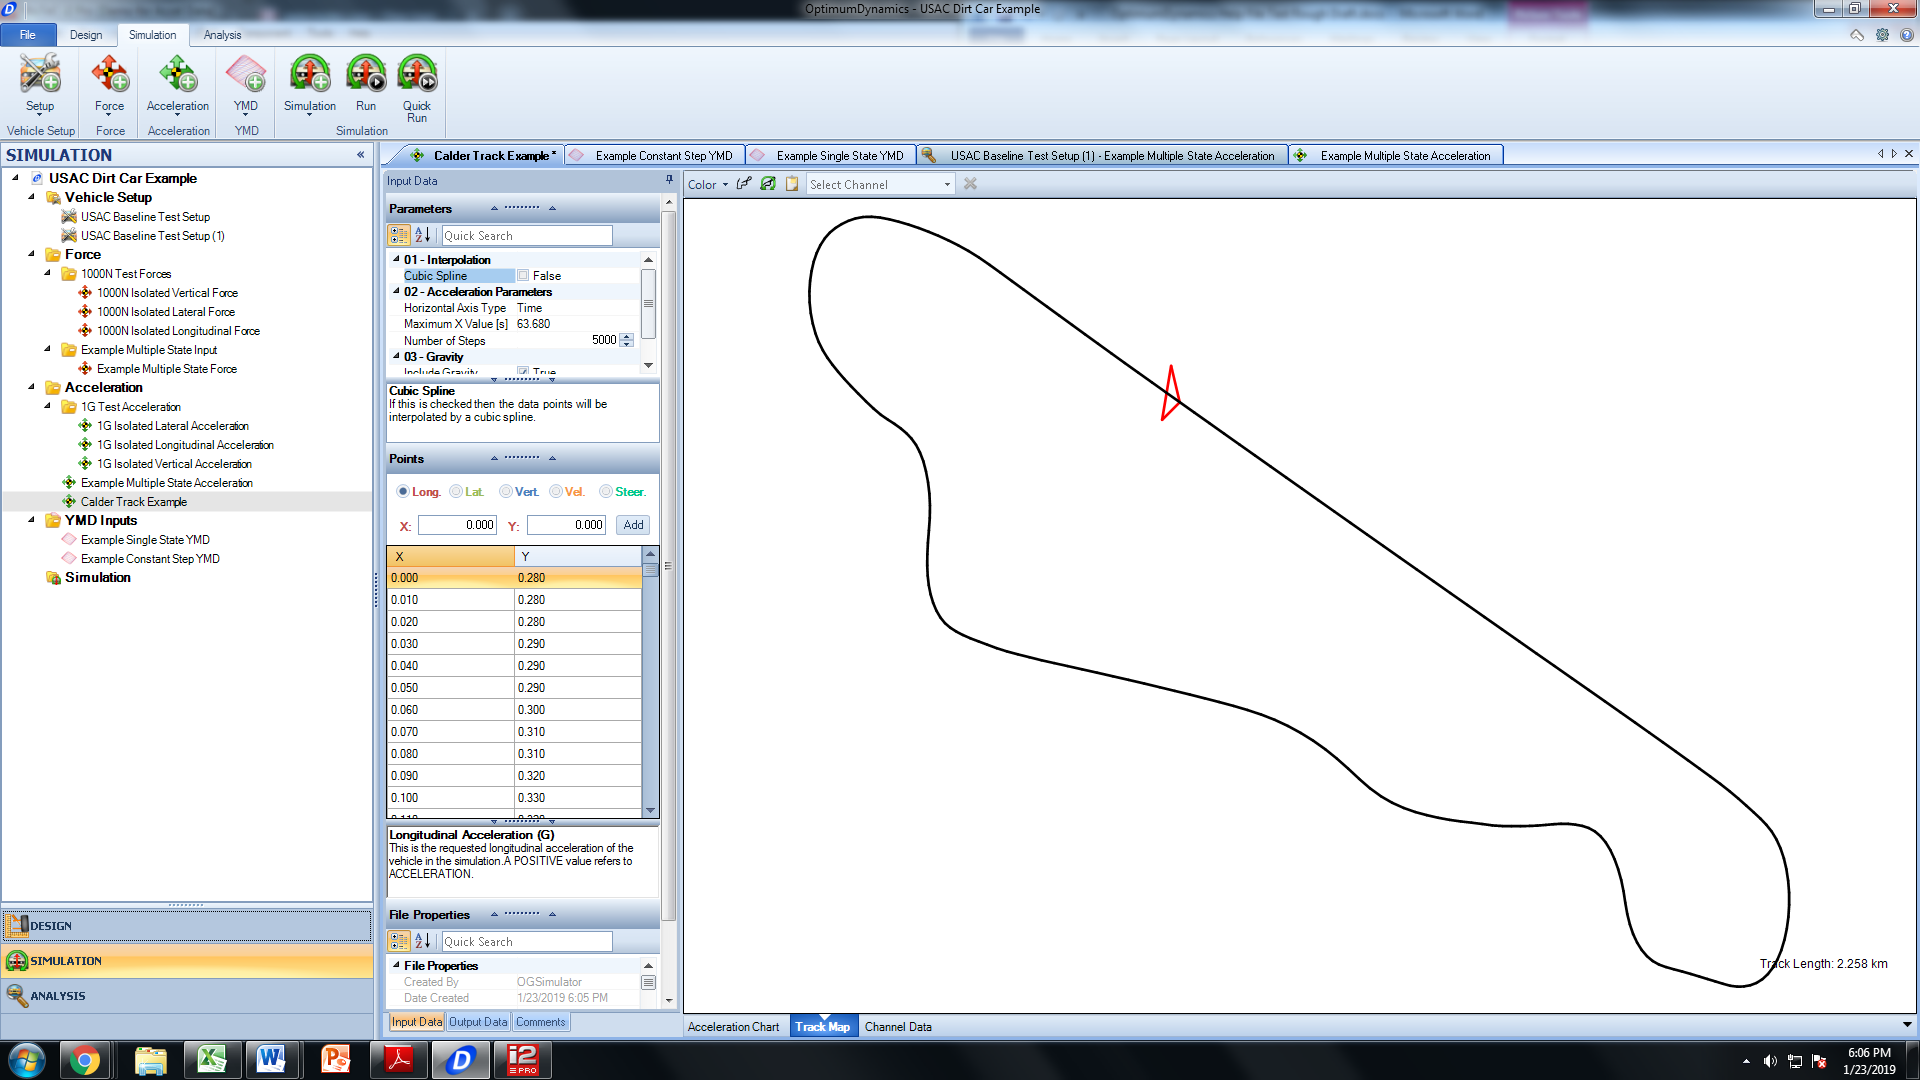 OptimumDynamics - USAC Dirt Car Example
File
Design
Simulation
Analysis
Setup
Force
Acceleration
YMD
Simulation
Run
Quick
Run
Vehicle Setup
Force
Acceleration
YMD
Simulation
SIMULATION
USAC Dirt Car Example
Vehicle Setup
USAC Baseline Test Setup
USAC Baseline Test Setup (1)
Force
1000N Test Forces
1000N Isolated Vertical Force
1000N Isolated Lateral Force
1000N Isolated Longitudinal Force
Example Multiple State Input
Example Multiple State Force
Acceleration
1G Test Acceleration
1G Isolated Lateral Acceleration
1G Isolated Longitudinal Acceleration
1G Isolated Vertical Acceleration
Example Multiple State Acceleration
Calder Track Example
YMD Inputs
Example Single State YMD
Example Constant Step YMD
Simulation
DESIGN
SIMULATION
ANALYSIS
Calder Track Example *
Example Constant Step YMD
Example Single State YMD
USAC Baseline Test Setup (1) - Example Multiple State Acceleration
Example Multiple State Acceleration
Input Data
Parameters
Quick Search
01 - Interpolation
Cubic Spline False
02 - Acceleration Parameters
Horizontal Axis Type Time
Maximum X Value [s] 63.680
Number of Steps 5000
03 - Gravity
Include Gravity True
Cubic Spline
If this is checked then the data points will be
interpolated by a cubic spline.
Points
Long. Lat. Vert. Vel. Steer.
X: 0.000 Y: 0.000 Add
X Y
0.000 0.280
0.010 0.280
0.020 0.280
0.030 0.290
0.040 0.290
0.050 0.290
0.060 0.300
0.070 0.310
0.080 0.310
0.090 0.320
0.100 0.330
Longitudinal Acceleration (G)
This is the requested longitudinal acceleration of the
vehicle in the simulation.A POSITIVE value refers to
ACCELERATION.
File Properties
Quick Search
File Properties
Created By OGSimulator
Date Created 1/23/2019 6:05 PM
Input Data Output Data Comments
Color
Select Channel
Track Length: 2.258 km
Acceleration Chart Track Map Channel Data
6:06 PM
1/23/2019